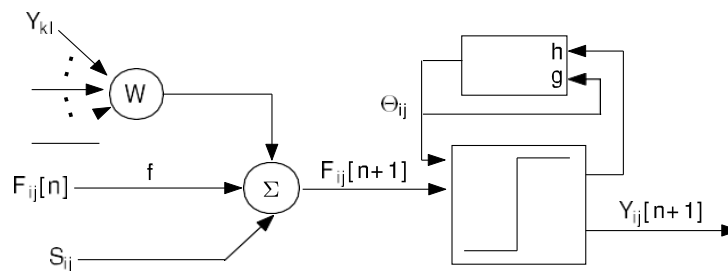 Y_kl
h
W
g
Θ_ij
F_ij[n]
f
Σ
F_ij[n+1]
Y_ij[n+1]
S_ij